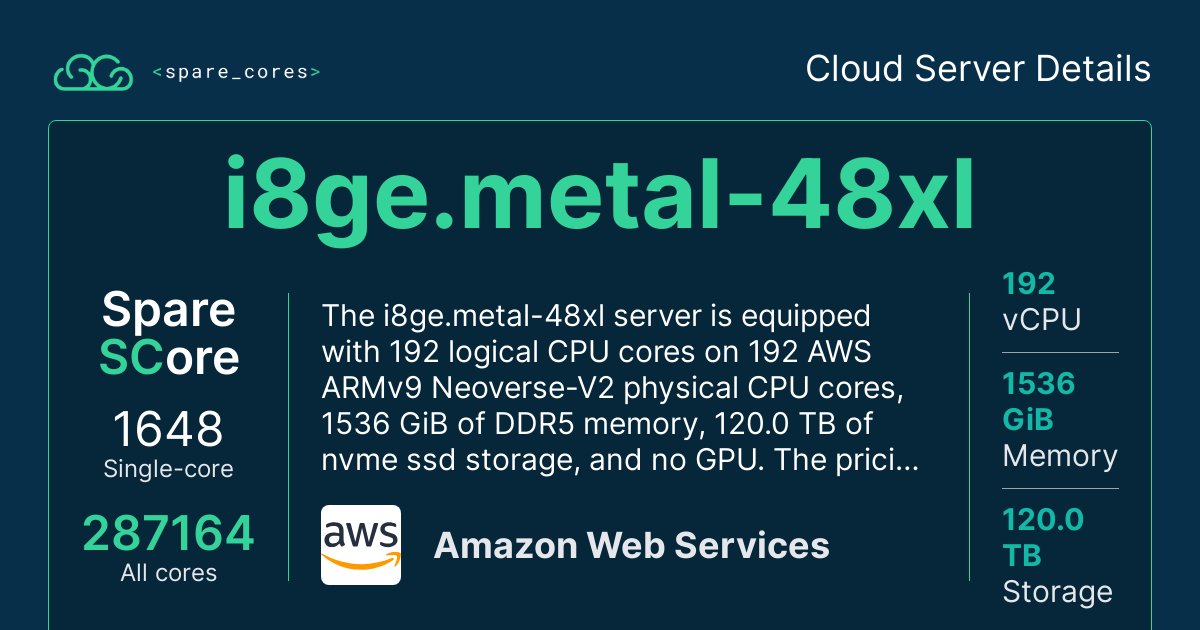 <spare_cores>
Cloud Server Details
i8ge.metal-48xl
Spare
SCore
1648
Single-core
287164
All cores
The i8ge.metal-48xl server is equipped
with 192 logical CPU cores on 192 AWS
ARMv9 Neoverse-V2 physical CPU cores,
1536 GiB of DDR5 memory, 120.0 TB of
nvme ssd storage, and no GPU. The prici...
aws
Amazon Web Services
192
vCPU
1536
GiB
Memory
120.0
TB
Storage